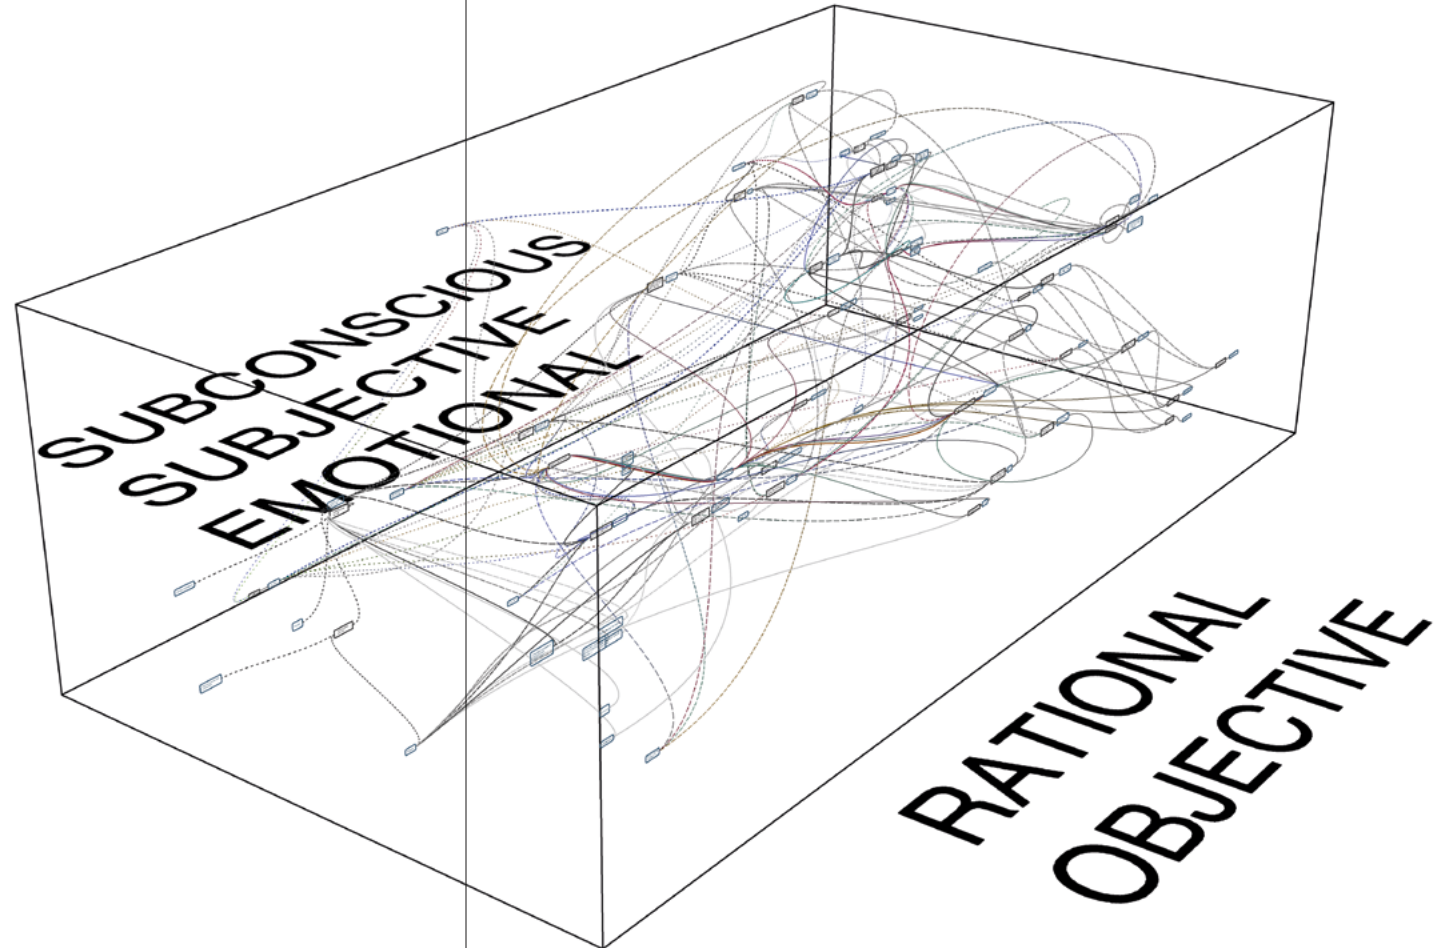 SUBCONSCIOUS
SUBJECTIVE
EMOTIONAL
RATIONAL
OBJECTIVE